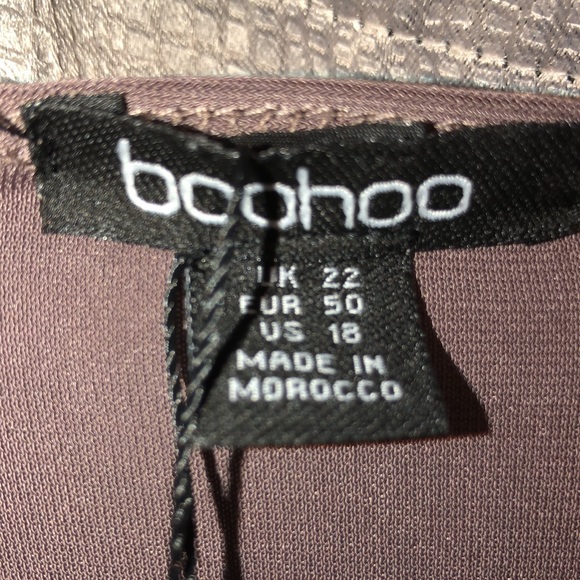 boohoo
UK 22
EUR 50
US 18
MADE IN
MOROCCO